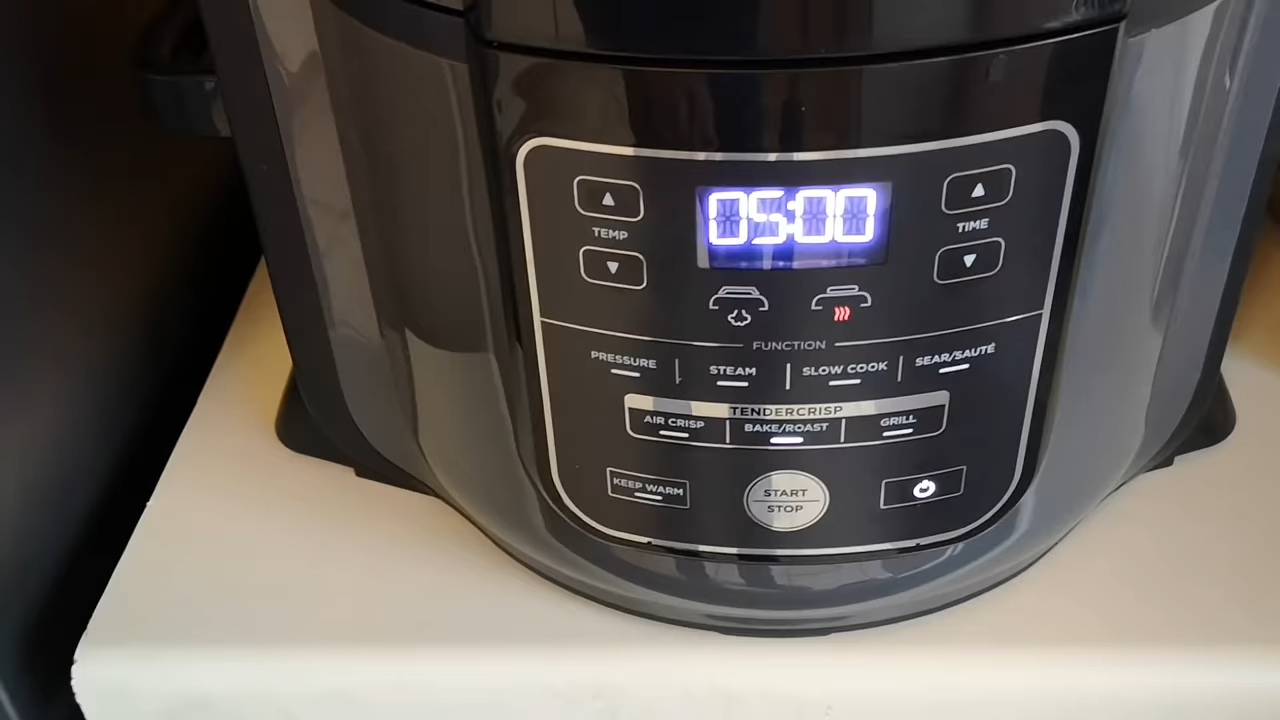 05:00
TEMP
TIME
FUNCTION
PRESSURE
STEAM
SLOW COOK
SEAR/SAUTÉ
TENDERCRISP
AIR CRISP
BAKE/ROAST
GRILL
KEEP WARM
START
STOP